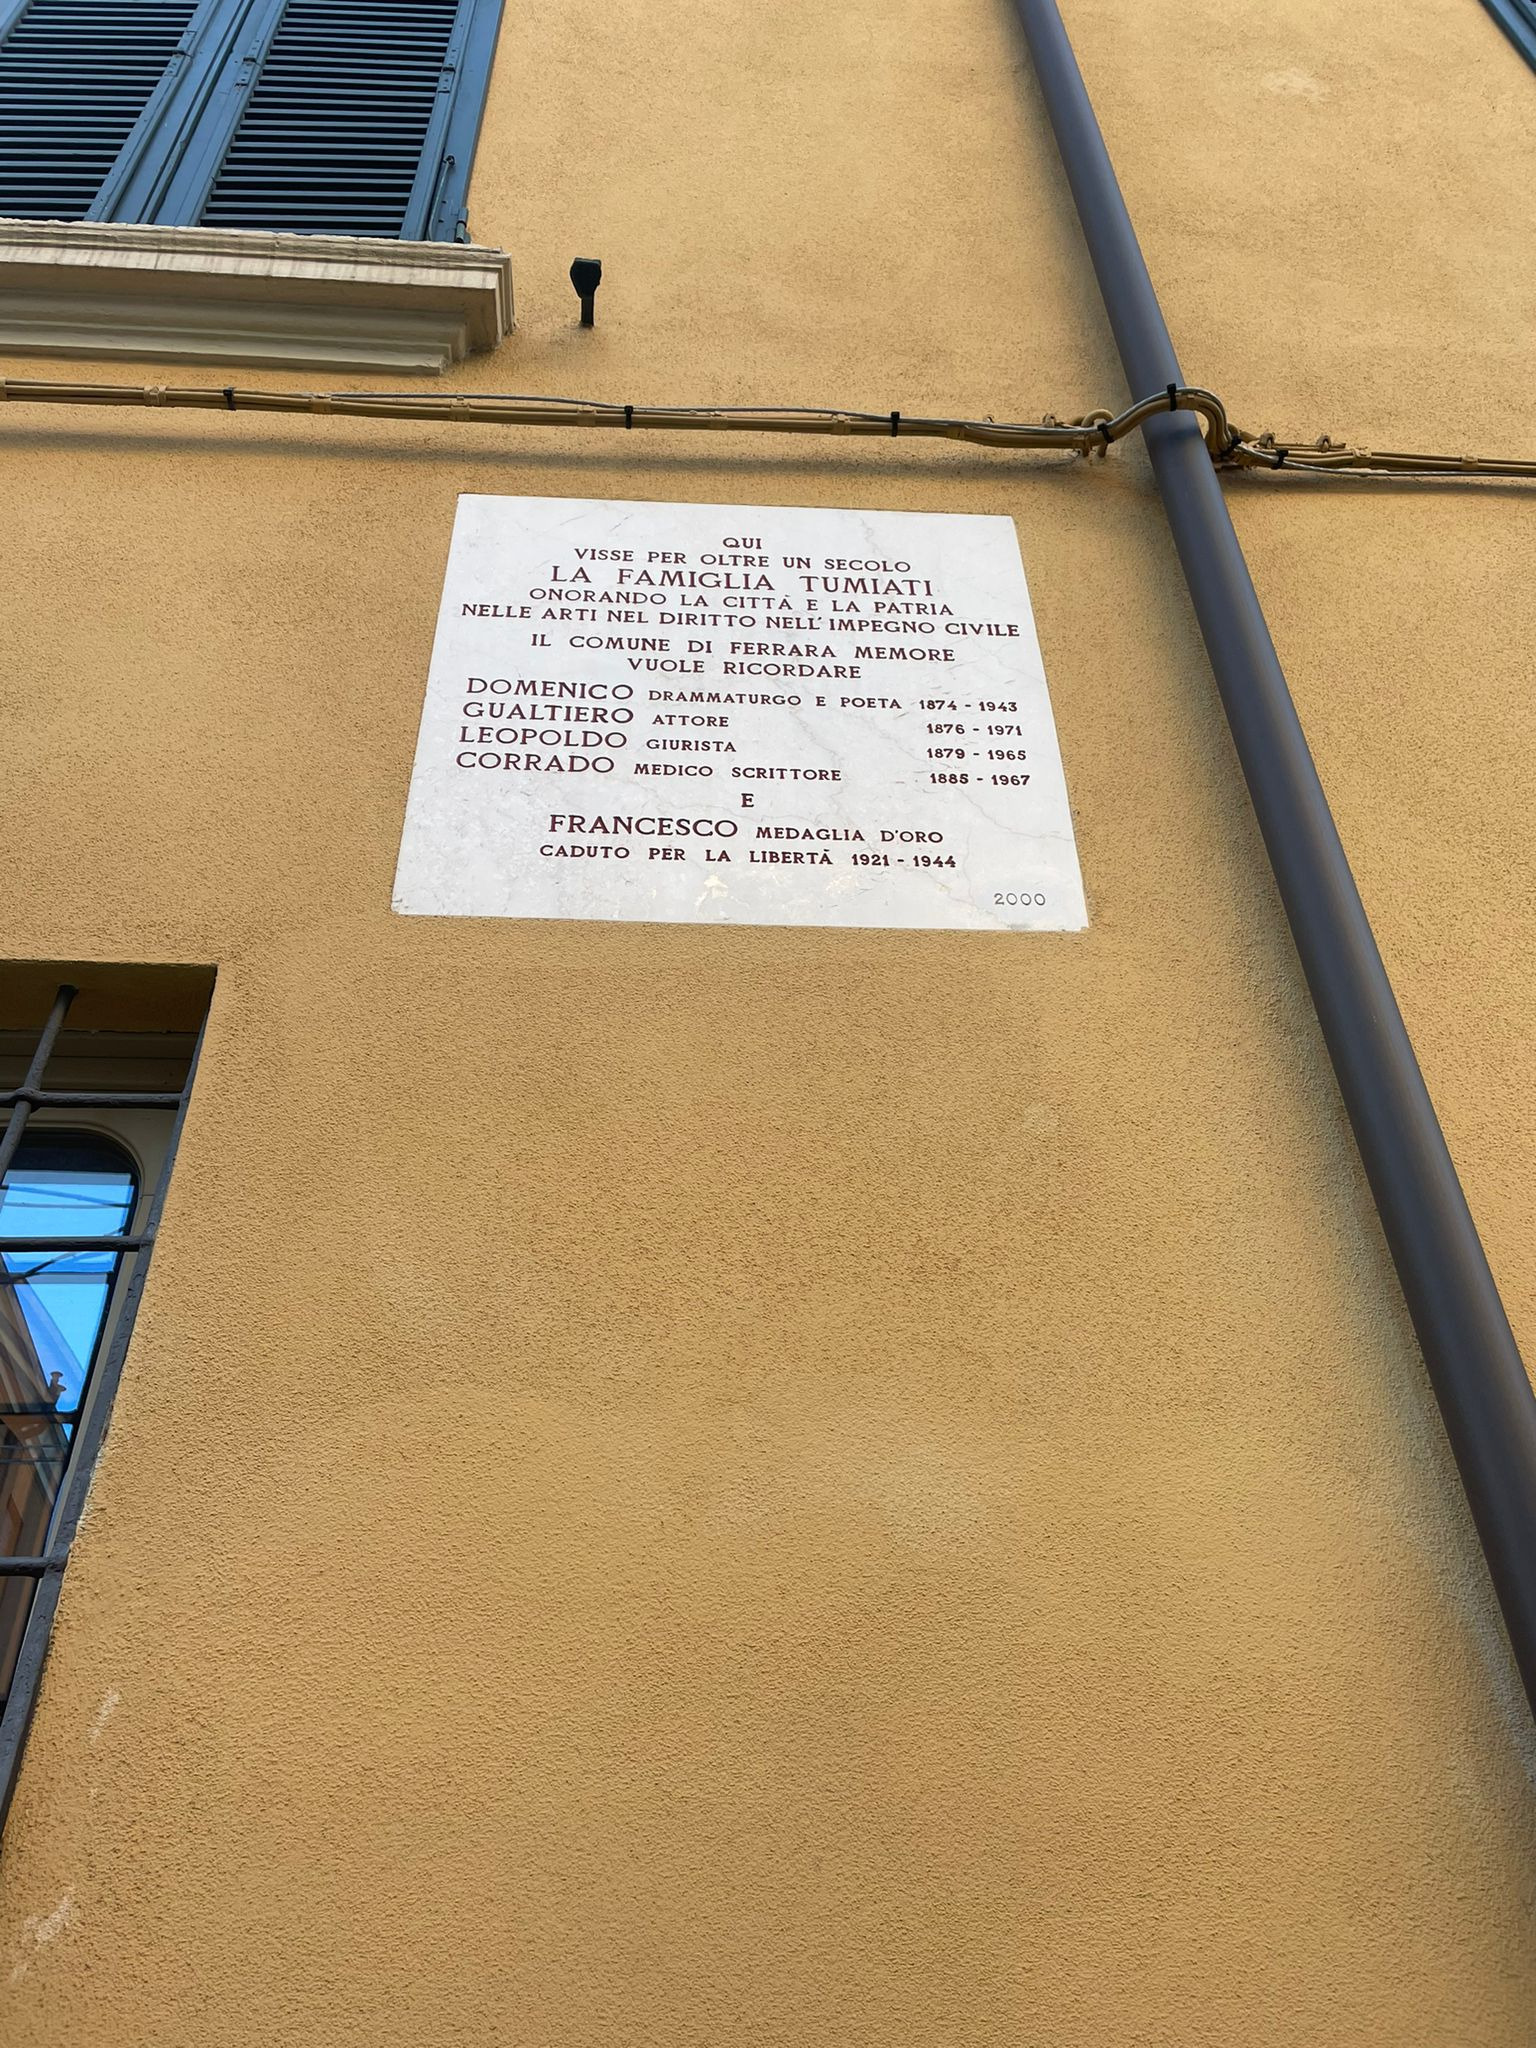 QUI
VISSE PER OLTRE UN SECOLO
LA FAMIGLIA TUMIATI
ONORANDO LA CITTÀ E LA PATRIA
NELLE ARTI NEL DIRITTO NELL'IMPEGNO CIVILE
IL COMUNE DI FERRARA MEMORE
VUOLE RICORDARE
DOMENICO DRAMMATURGO E POETA 1874 - 1943
GUALTIERO ATTORE 1876 - 1971
LEOPOLDO GIURISTA 1879 - 1965
CORRADO MEDICO SCRITTORE 1885 - 1967
E
FRANCESCO MEDAGLIA D'ORO
CADUTO PER LA LIBERTÀ 1921 - 1944
2000